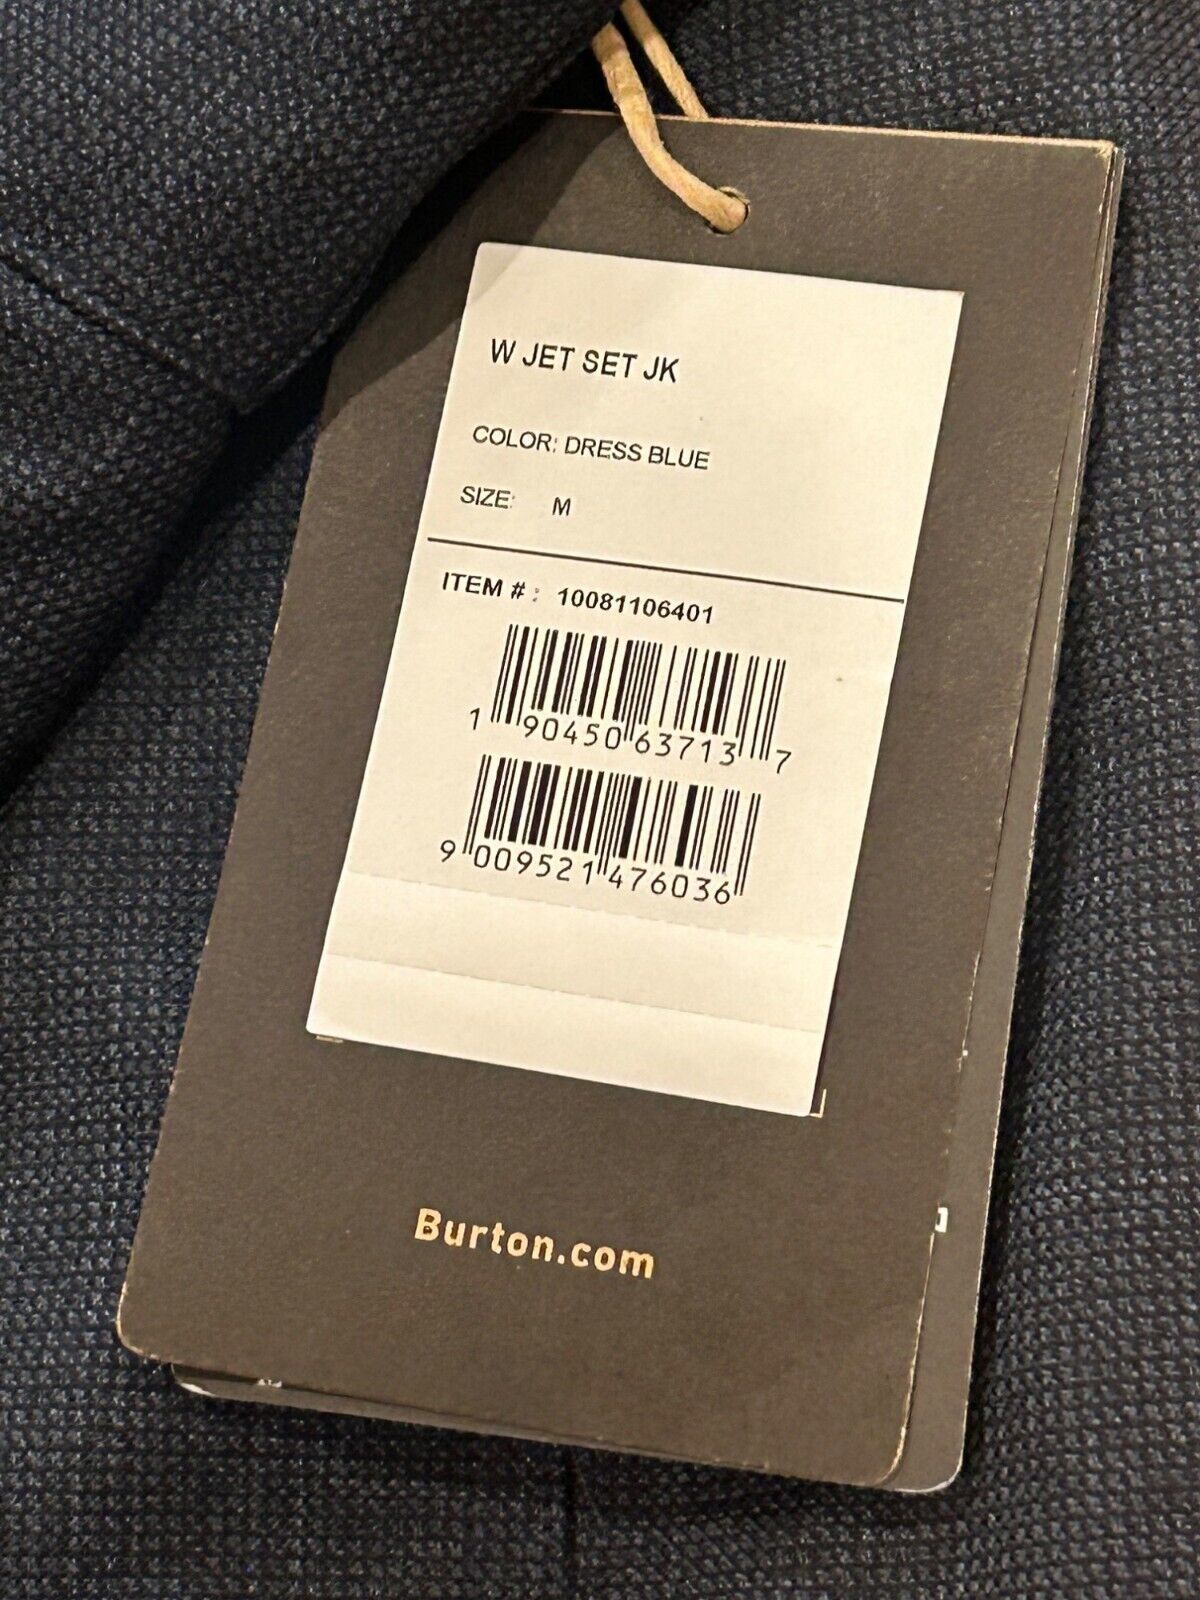 W JET SET JK
COLOR: DRESS BLUE
SIZE: M
ITEM # : 10081106401
1 90450 63713 7
9 009521 476036
Burton.com